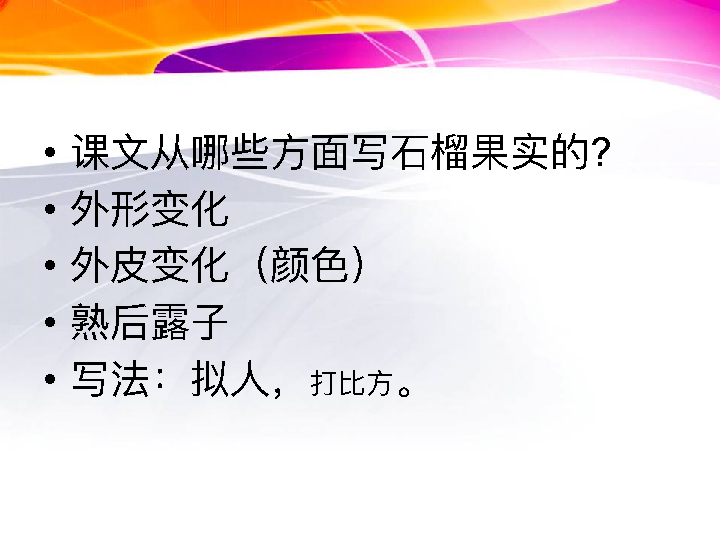 • 课文从哪些方面写石榴果实的?
• 外形变化
• 外皮变化（颜色）
• 熟后露子
• 写法：拟人，打比方。